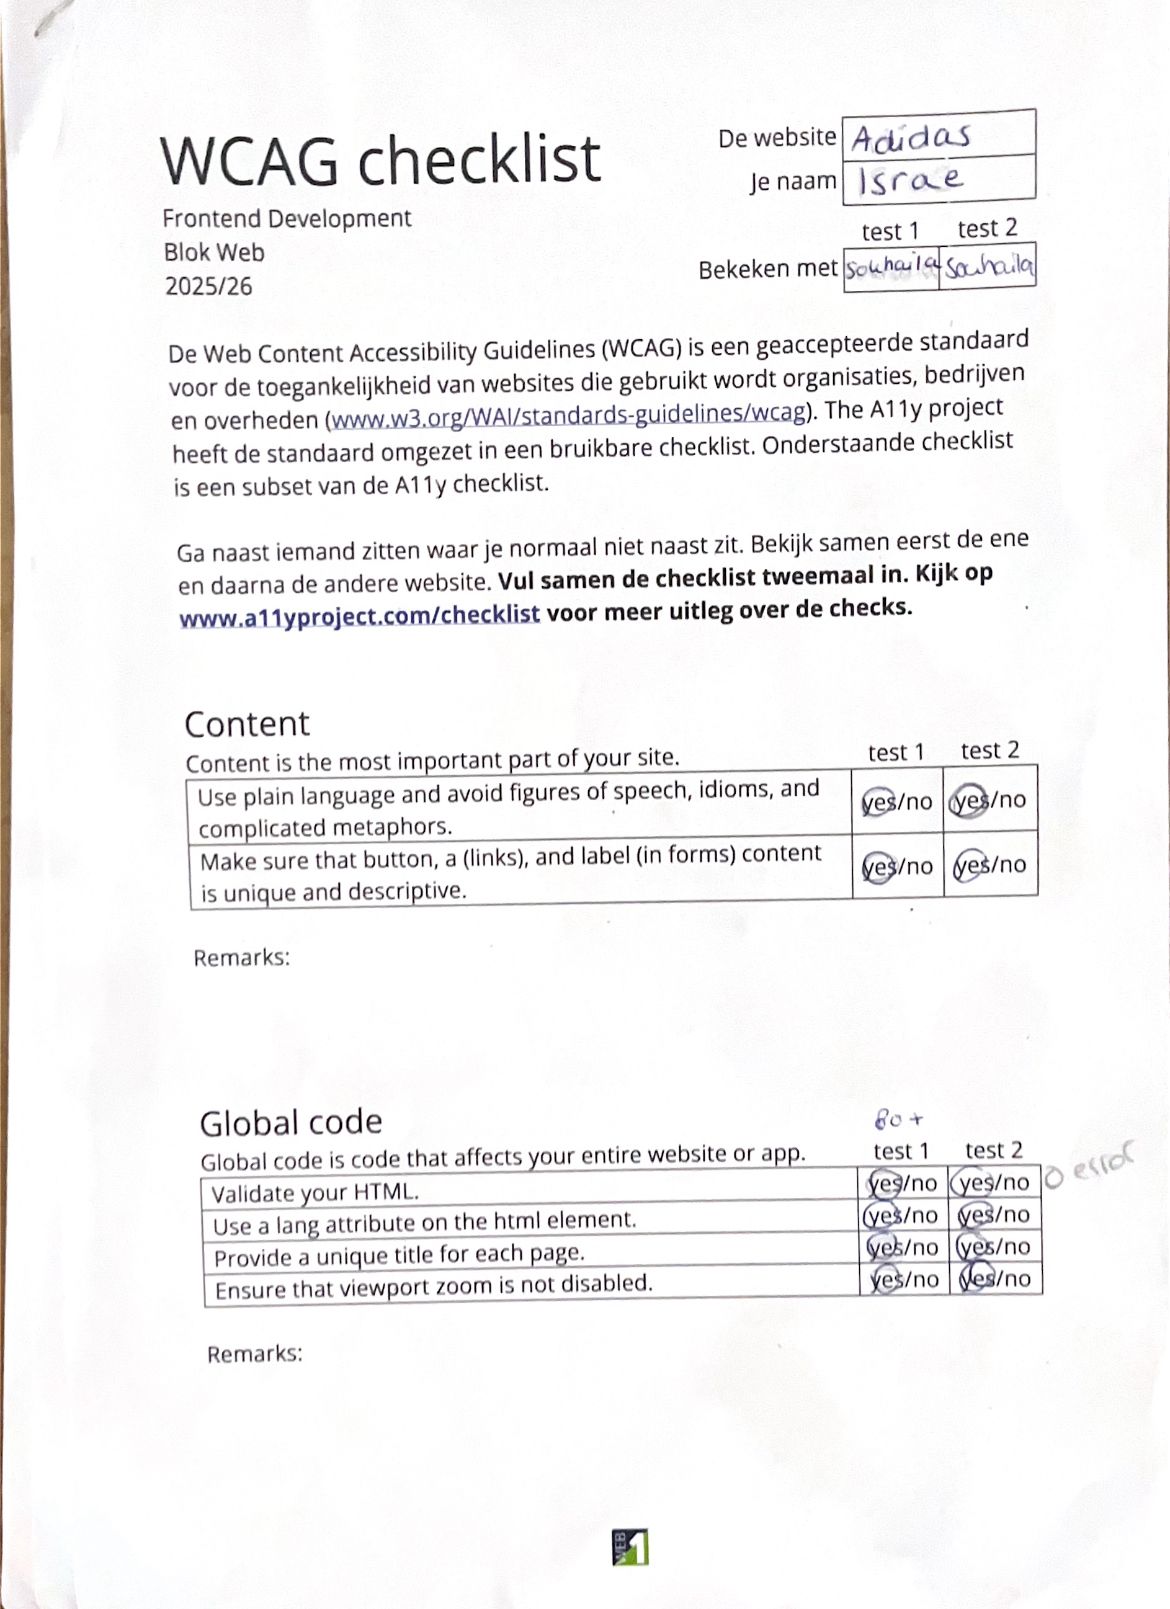 WCAG checklist
Frontend Development
Blok Web
2025/26
De website Adidas
Je naam Israe
test 1 test 2
Bekeken met Souhaila Souhaila
De Web Content Accessibility Guidelines (WCAG) is een geaccepteerde standaard
voor de toegankelijkheid van websites die gebruikt wordt organisaties, bedrijven
en overheden (www.w3.org/WAI/standards-guidelines/wcag). The A11y project
heeft de standaard omgezet in een bruikbare checklist. Onderstaande checklist
is een subset van de A11y checklist.
Ga naast iemand zitten waar je normaal niet naast zit. Bekijk samen eerst de ene
en daarna de andere website. Vul samen de checklist tweemaal in. Kijk op
www.a11yproject.com/checklist voor meer uitleg over de checks.
Content
Content is the most important part of your site. test 1 test 2
Use plain language and avoid figures of speech, idioms, and
complicated metaphors. yes/no yes/no
Make sure that button, a (links), and label (in forms) content
is unique and descriptive. yes/no yes/no
Remarks:
Global code 80+
Global code is code that affects your entire website or app. test 1 test 2
Validate your HTML. yes/no yes/no 0 error
Use a lang attribute on the html element. yes/no yes/no
Provide a unique title for each page. yes/no yes/no
Ensure that viewport zoom is not disabled. yes/no yes/no
Remarks:
WEB 1